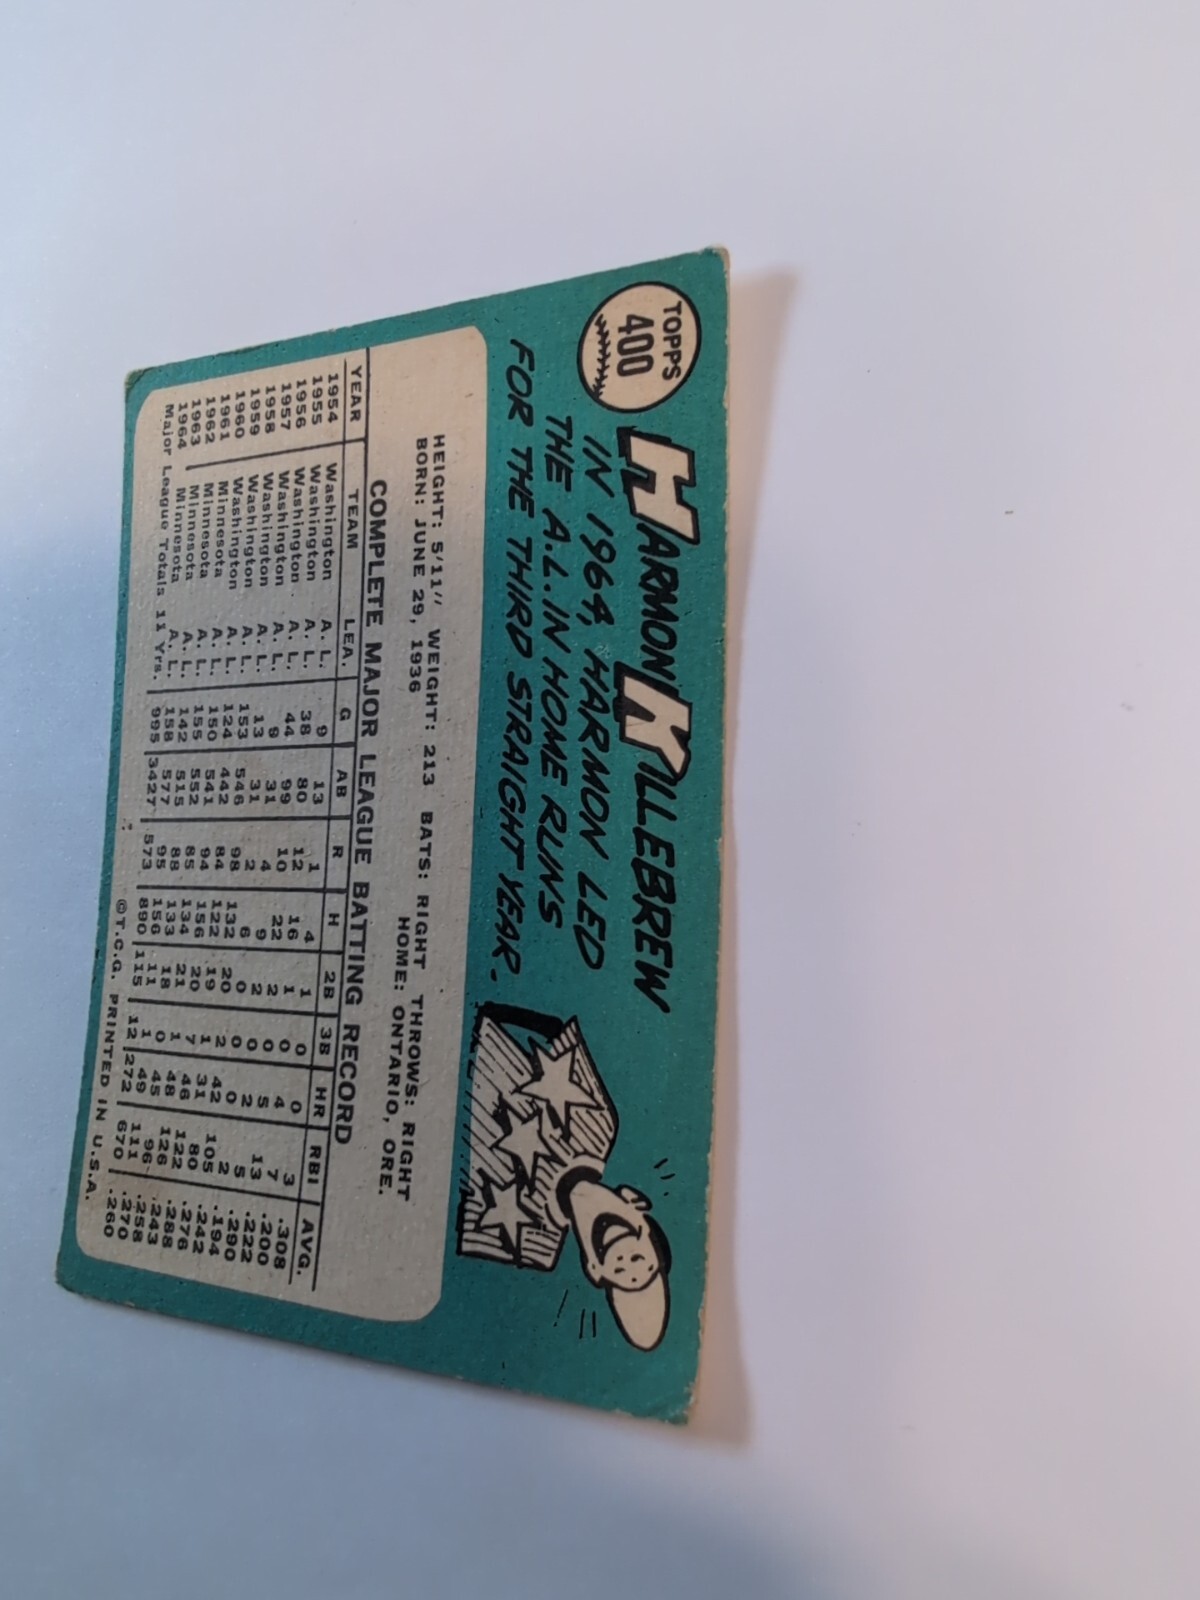 TOPPS
400
HARMON KILLEBREW
IN 1964, HARMON LED
THE A.L. IN HOME RUNS
FOR THE THIRD STRAIGHT YEAR.
HEIGHT: 5/11" WEIGHT: 213 BATS: RIGHT THROWS: RIGHT
BORN: JUNE 29, 1936 HOME: ONTARIO, ORE.
COMPLETE MAJOR LEAGUE BATTING RECORD
YEAR TEAM LEA. G AB R H 2B 3B HR RBI AVG.
1954 Washington A. L. 9 13 1 4 1 0 0 3 .308
1955 Washington A. L. 38 80 12 16 1 0 4 7 .200
1956 Washington A. L. 44 99 10 22 2 0 5 13 .222
1957 Washington A. L. 9 31 4 9 2 0 2 5 .290
1958 Washington A. L. 13 31 2 6 0 0 0 2 .194
1959 Washington A. L. 153 546 98 132 20 2 42 105 .242
1960 Washington A. L. 124 442 84 122 19 1 31 80 .276
1961 Minnesota A. L. 150 541 94 156 20 7 46 122 .288
1962 Minnesota A. L. 155 552 85 134 21 1 48 126 .243
1963 Minnesota A. L. 142 515 88 133 18 0 45 96 .258
1964 Minnesota A. L. 158 577 95 156 11 1 49 111 .270
Major League Totals 11 Yrs. 995 3427 573 890 115 12 272 670 .260
©T.C.G. PRINTED IN U.S.A.